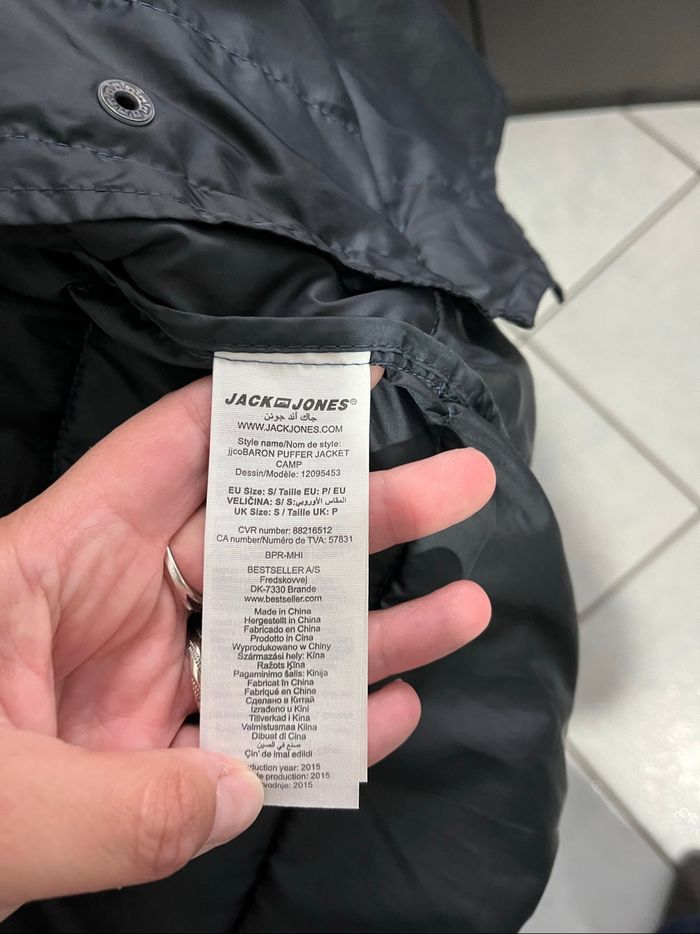 JACK JONES®
جاك أند جونز
WWW.JACKJONES.COM
Style name/Nom de style:
jjcoBARON PUFFER JACKET
CAMP
Dessin/Modèle: 12095453
EU Size: S/ Taille EU: P/ EU
VELIČINA: S/ S:المقاس الأوروبي
UK Size: S / Taille UK: P
CVR number: 88216512
CA number/Numéro de TVA: 57831
BPR-MHI
BESTSELLER A/S
Fredskovvej
DK-7330 Brande
www.bestseller.com
Made in China
Hergestellt in China
Fabricado en China
Prodotto in Cina
Wyprodukowano w Chiny
Származási hely: Kína
Ražots Ķīna
Pagaminimo šalis: Kinija
Fabricat în China
Fabriqué en Chine
Сделано в Китай
Izrađeno u Kini
Tillverkad i Kina
Valmistusmaa Kiina
Dibuat di Cina
صنع في الصين
Çin' de imal edildi
duction year: 2015
de production: 2015
vodnje: 2015